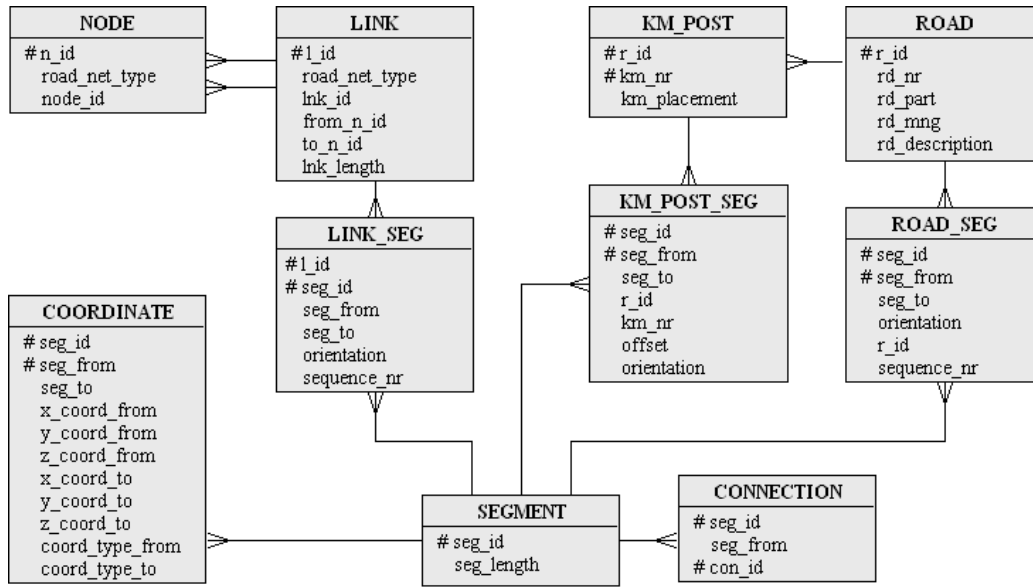 NODE
# n_id
road_net_type
node_id
LINK
#l_id
road_net_type
lnk_id
from_n_id
to_n_id
lnk_length
KM_POST
# r_id
# km_nr
km_placement
ROAD
# r_id
rd_nr
rd_part
rd_mng
rd_description
LINK_SEG
#l_id
# seg_id
seg_from
seg_to
orientation
sequence_nr
KM_POST_SEG
# seg_id
# seg_from
seg_to
r_id
km_nr
offset
orientation
ROAD_SEG
# seg_id
# seg_from
seg_to
orientation
r_id
sequence_nr
COORDINATE
# seg_id
# seg_from
seg_to
x_coord_from
y_coord_from
z_coord_from
x_coord_to
y_coord_to
z_coord_to
coord_type_from
coord_type_to
SEGMENT
# seg_id
seg_length
CONNECTION
# seg_id
seg_from
# con_id